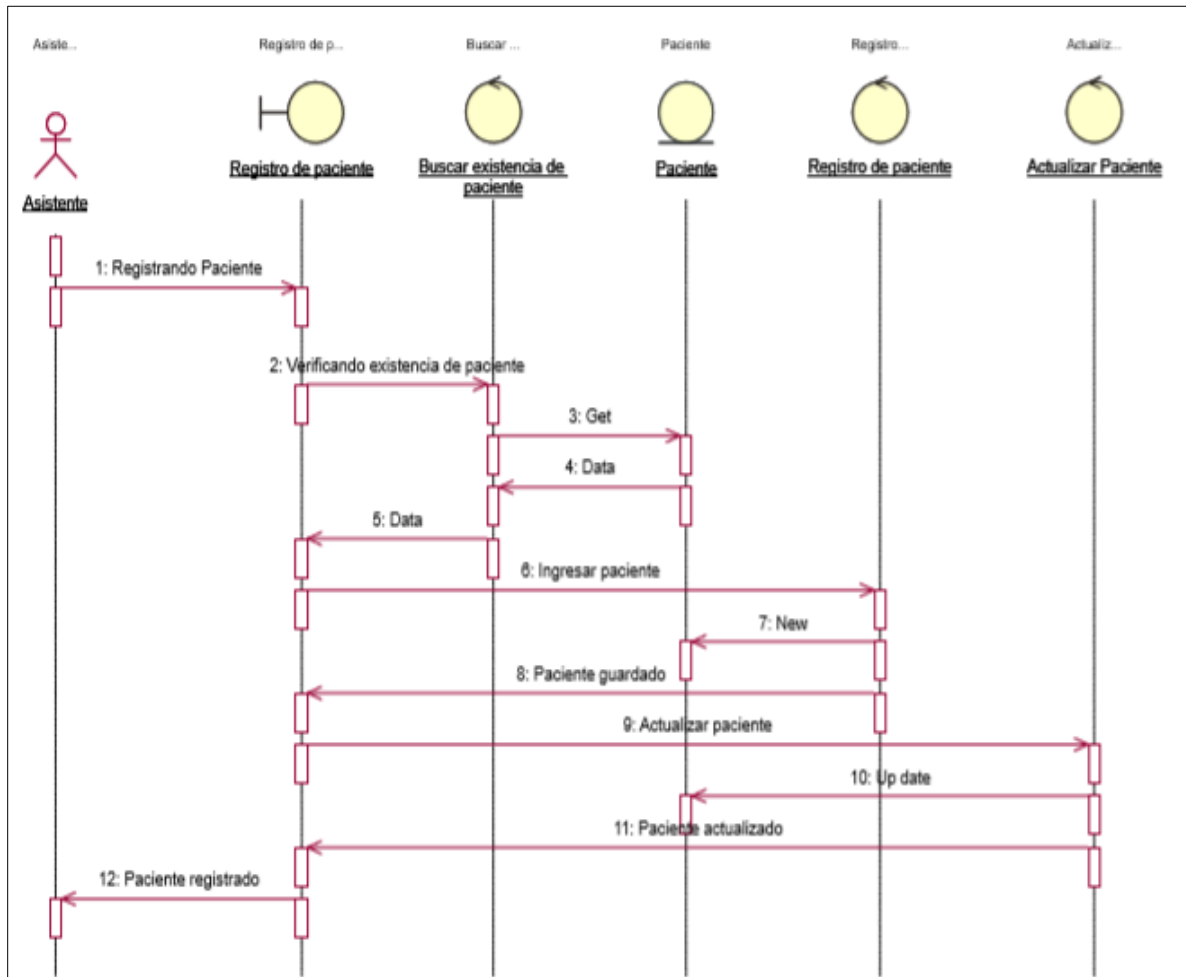 Asiste...
Registro de p...
Buscar ...
Paciente
Registro...
Actualiz...
Asistente
Registro de paciente
Buscar existencia de
paciente
Paciente
Registro de paciente
Actualizar Paciente
1: Registrando Paciente
2: Verificando existencia de paciente
3: Get
4: Data
5: Data
6: Ingresar paciente
7: New
8: Paciente guardado
9: Actualizar paciente
10: Up date
11: Paciente actualizado
12: Paciente registrado